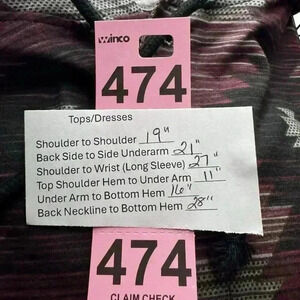 Winco
474
Tops/Dresses
Shoulder to Shoulder 19"
Back Side to Side Underarm 21"
Shoulder to Wrist (Long Sleeve) 27"
Top Shoulder Hem to Under Arm 11"
Under Arm to Bottom Hem 16"
Back Neckline to Bottom Hem 28"
474
CLAIM CHECK